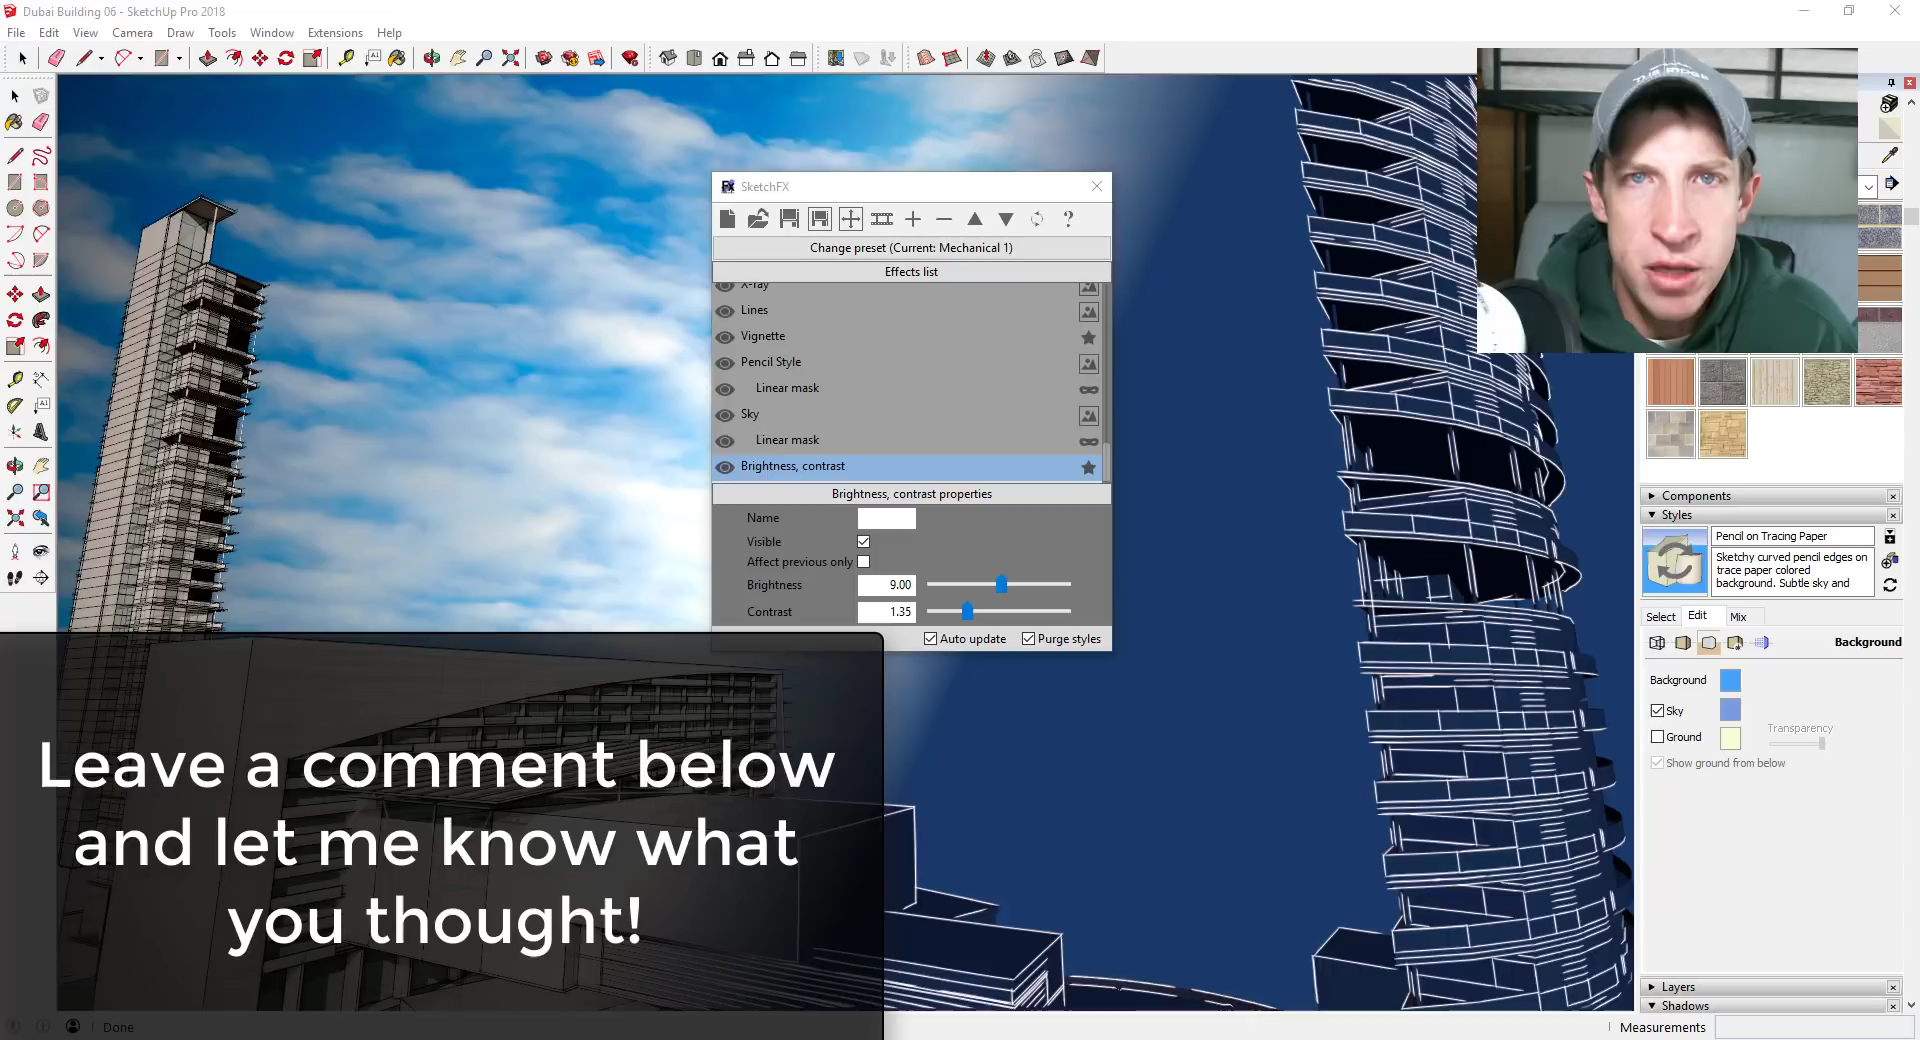 Dubai Building 06 - SketchUp Pro 2018
File Edit View Camera Draw Tools Window Extensions Help
SketchFX
Change preset (Current: Mechanical 1)
Effects list
X-ray
Lines
Vignette
Pencil Style
Linear mask
Sky
Linear mask
Brightness, contrast
Brightness, contrast properties
Name
Visible
Affect previous only
Brightness 9.00
Contrast 1.35
Auto update Purge styles
Components
Styles
Pencil on Tracing Paper
Sketchy curved pencil edges on
trace paper colored
background. Subtle sky and
Select Edit Mix
Background
Background
Sky
Transparency
Ground
Show ground from below
Layers
Shadows
Leave a comment below
and let me know what
you thought!
Done
Measurements